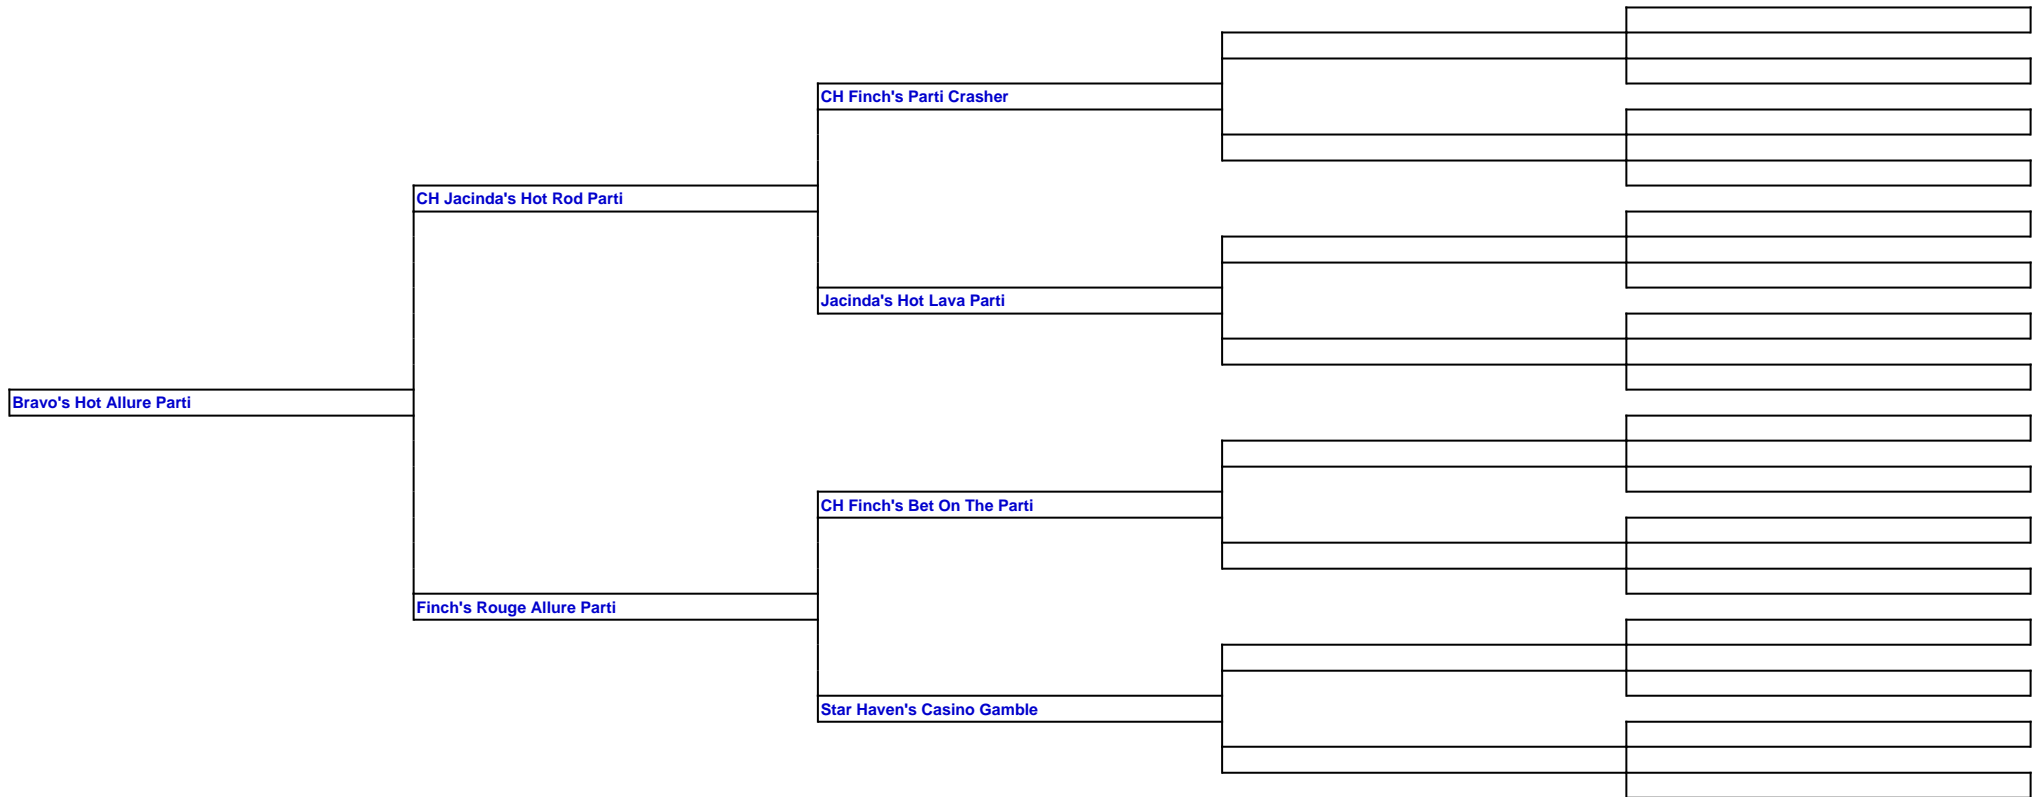 CH Finch's Parti Crasher
CH Jacinda's Hot Rod Parti
Jacinda's Hot Lava Parti
Bravo's Hot Allure Parti
CH Finch's Bet On The Parti
Finch's Rouge Allure Parti
Star Haven's Casino Gamble